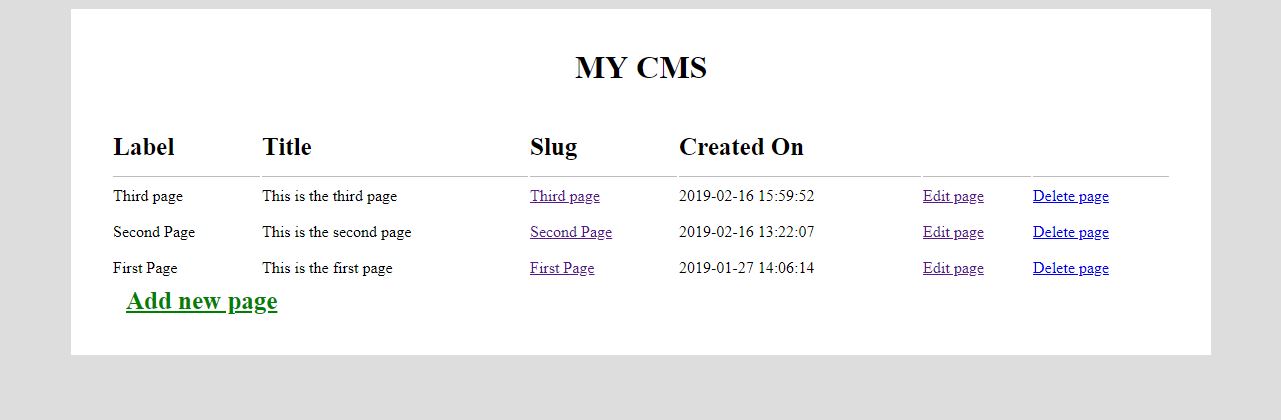 MY CMS
Label Title Slug Created On
Third page This is the third page Third page 2019-02-16 15:59:52 Edit page Delete page
Second Page This is the second page Second Page 2019-02-16 13:22:07 Edit page Delete page
First Page This is the first page First Page 2019-01-27 14:06:14 Edit page Delete page
Add new page